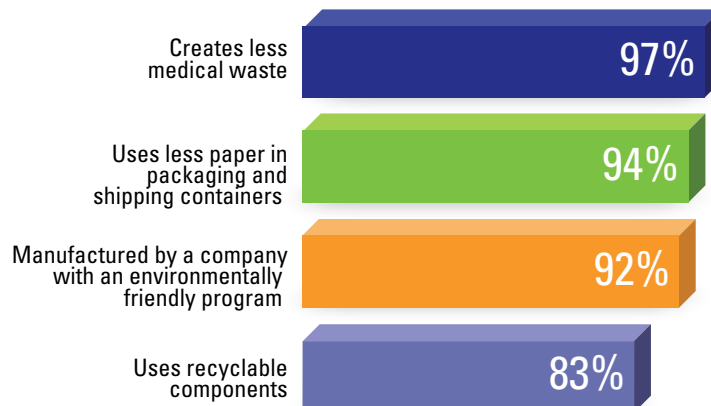 Creates less
medical waste
97%
Uses less paper in
packaging and
shipping containers
94%
Manufactured by a company
with an environmentally
friendly program
92%
Uses recyclable
components
83%